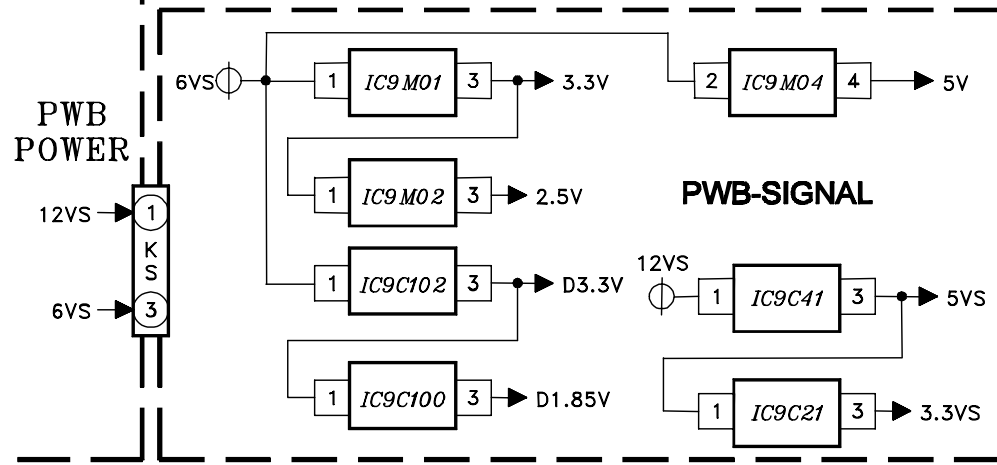 6VS 1 IC9M01 3 3.3V 2 IC9M04 4 5V
PWB
POWER
1 IC9M02 3 2.5V
PWB-SIGNAL
12VS 1
K
S
6VS 3
1 IC9C102 3 D3.3V
12VS
1 IC9C41 3 5VS
1 IC9C100 3 D1.85V
1 IC9C21 3 3.3VS